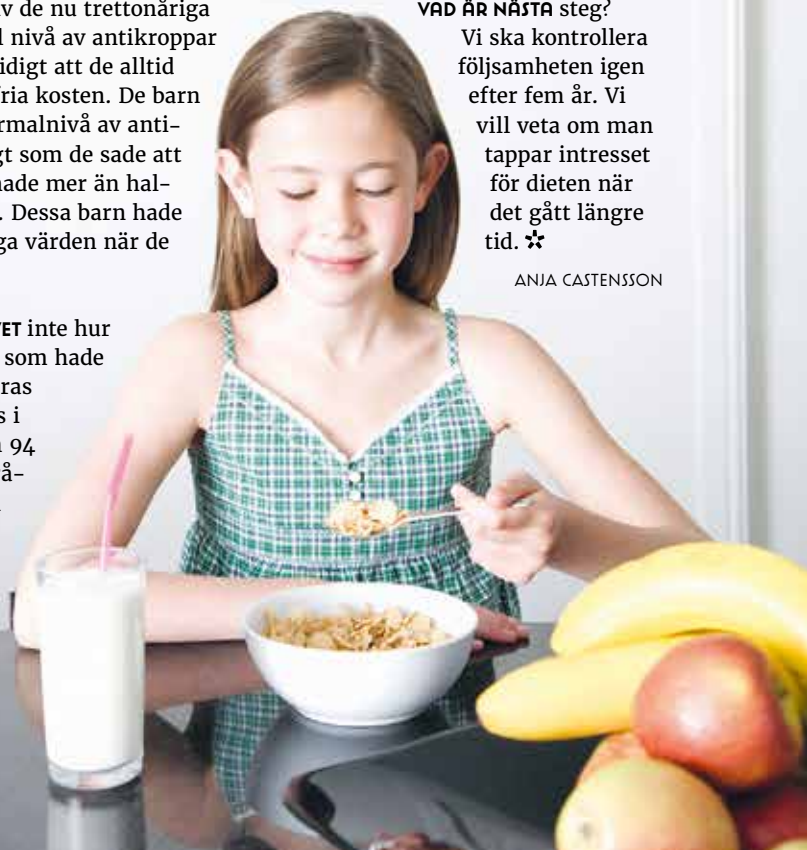 v de nu trettonåriga
l nivå av antikroppar
idigt att de alltid
ria kosten. De barn
rmalnivå av anti-
gt som de sade att
nade mer än hal-
. Dessa barn hade
ga värden när de
ET inte hur
som hade
ras
s i
94
å-
VAD ÄR NÄSTA steg?
Vi ska kontrollera
följsamheten igen
efter fem år. Vi
vill veta om man
tappar intresset
för dieten när
det gått längre
tid.
ANJA CASTENSSON